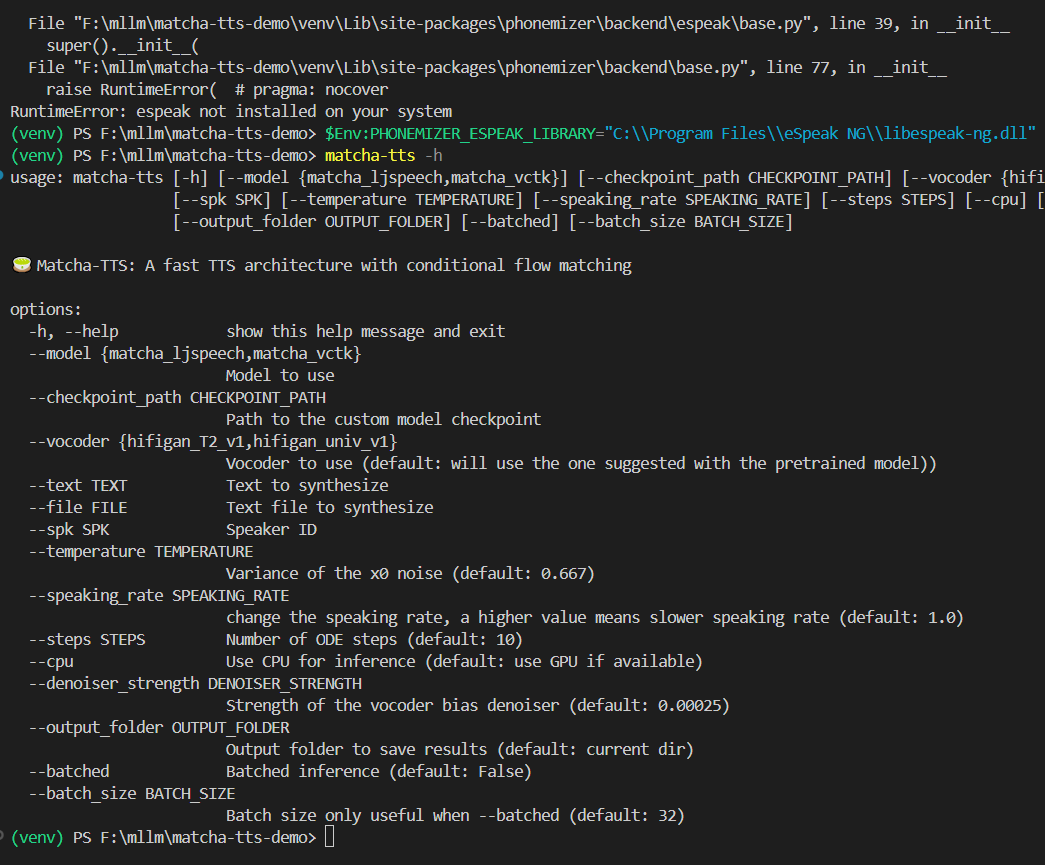 File "F:\mllm\matcha-tts-demo\venv\Lib\site-packages\phonemizer\backend\espeak\base.py", line 39, in __init__
super().__init__(
File "F:\mllm\matcha-tts-demo\venv\Lib\site-packages\phonemizer\backend\base.py", line 77, in __init__
raise RuntimeError(  # pragma: nocover
RuntimeError: espeak not installed on your system
(venv) PS F:\mllm\matcha-tts-demo> $Env:PHONEMIZER_ESPEAK_LIBRARY="C:\\Program Files\\eSpeak NG\\libespeak-ng.dll"
(venv) PS F:\mllm\matcha-tts-demo> matcha-tts -h
usage: matcha-tts [-h] [--model {matcha_ljspeech,matcha_vctk}] [--checkpoint_path CHECKPOINT_PATH] [--vocoder {hifi
[--spk SPK] [--temperature TEMPERATURE] [--speaking_rate SPEAKING_RATE] [--steps STEPS] [--cpu] [
[--output_folder OUTPUT_FOLDER] [--batched] [--batch_size BATCH_SIZE]
🍵 Matcha-TTS: A fast TTS architecture with conditional flow matching
options:
-h, --help            show this help message and exit
--model {matcha_ljspeech,matcha_vctk}
Model to use
--checkpoint_path CHECKPOINT_PATH
Path to the custom model checkpoint
--vocoder {hifigan_T2_v1,hifigan_univ_v1}
Vocoder to use (default: will use the one suggested with the pretrained model))
--text TEXT           Text to synthesize
--file FILE           Text file to synthesize
--spk SPK             Speaker ID
--temperature TEMPERATURE
Variance of the x0 noise (default: 0.667)
--speaking_rate SPEAKING_RATE
change the speaking rate, a higher value means slower speaking rate (default: 1.0)
--steps STEPS         Number of ODE steps (default: 10)
--cpu                 Use CPU for inference (default: use GPU if available)
--denoiser_strength DENOISER_STRENGTH
Strength of the vocoder bias denoiser (default: 0.00025)
--output_folder OUTPUT_FOLDER
Output folder to save results (default: current dir)
--batched             Batched inference (default: False)
--batch_size BATCH_SIZE
Batch size only useful when --batched (default: 32)
(venv) PS F:\mllm\matcha-tts-demo>